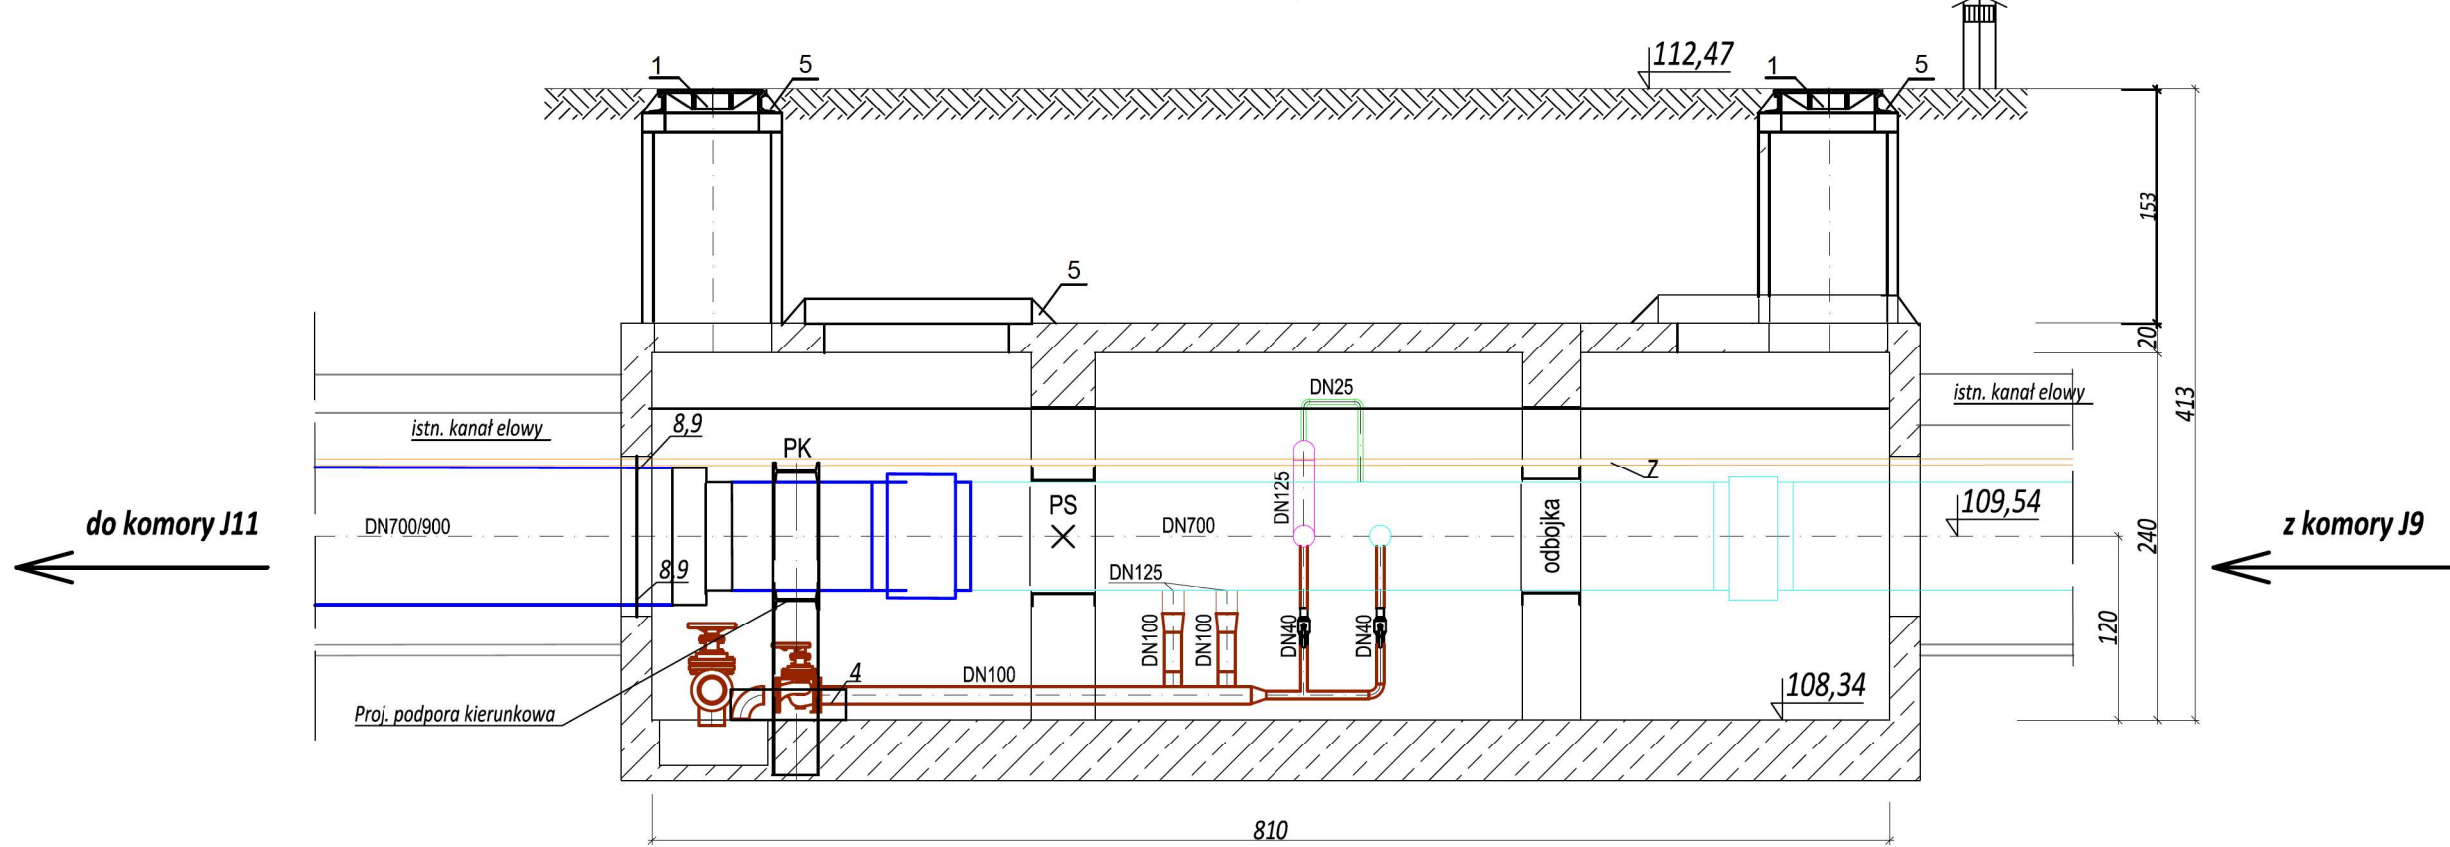 112,47
1
5
1
5
153
5
20
413
DN25
istn. kanał elowy
istn. kanał elowy
8,9
PK
7
DN125
PS
109,54
do komory J11
DN700/900
DN700
odbojka
240
z komory J9
8,9
DN125
120
DN100
DN100
DN40
DN40
4
DN100
108,34
Proj. podpora kierunkowa
810